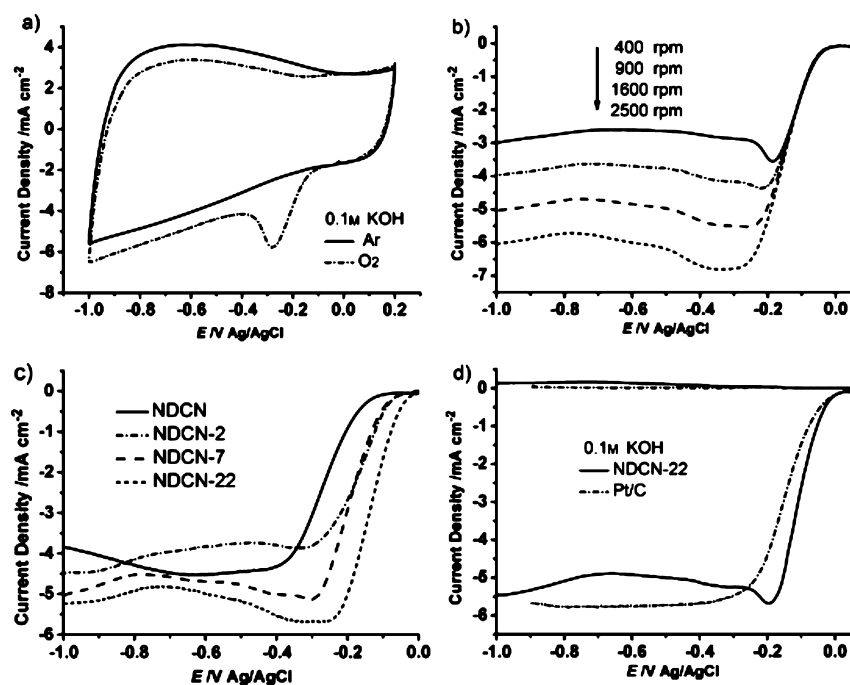 a)
Current Density /mA cm-2
4
2
0
-2
-4
-6
-8
0.1M KOH
Ar
O2
-1.0 -0.8 -0.6 -0.4 -0.2 0.0 0.2
E /V Ag/AgCl
b)
Current Density /mA cm-2
0
-1
-2
-3
-4
-5
-6
-7
400 rpm
900 rpm
1600 rpm
2500 rpm
-1.0 -0.8 -0.6 -0.4 -0.2 0.0
E /V Ag/AgCl
c)
Current Density /mA cm-2
0
-1
-2
-3
-4
-5
-6
NDCN
NDCN-2
NDCN-7
NDCN-22
-1.0 -0.8 -0.6 -0.4 -0.2 0.0
E /V Ag/AgCl
d)
Current Density /mA cm-2
0
-1
-2
-3
-4
-5
-6
0.1M KOH
NDCN-22
Pt/C
-1.0 -0.8 -0.6 -0.4 -0.2 0.0
E /V Ag/AgCl